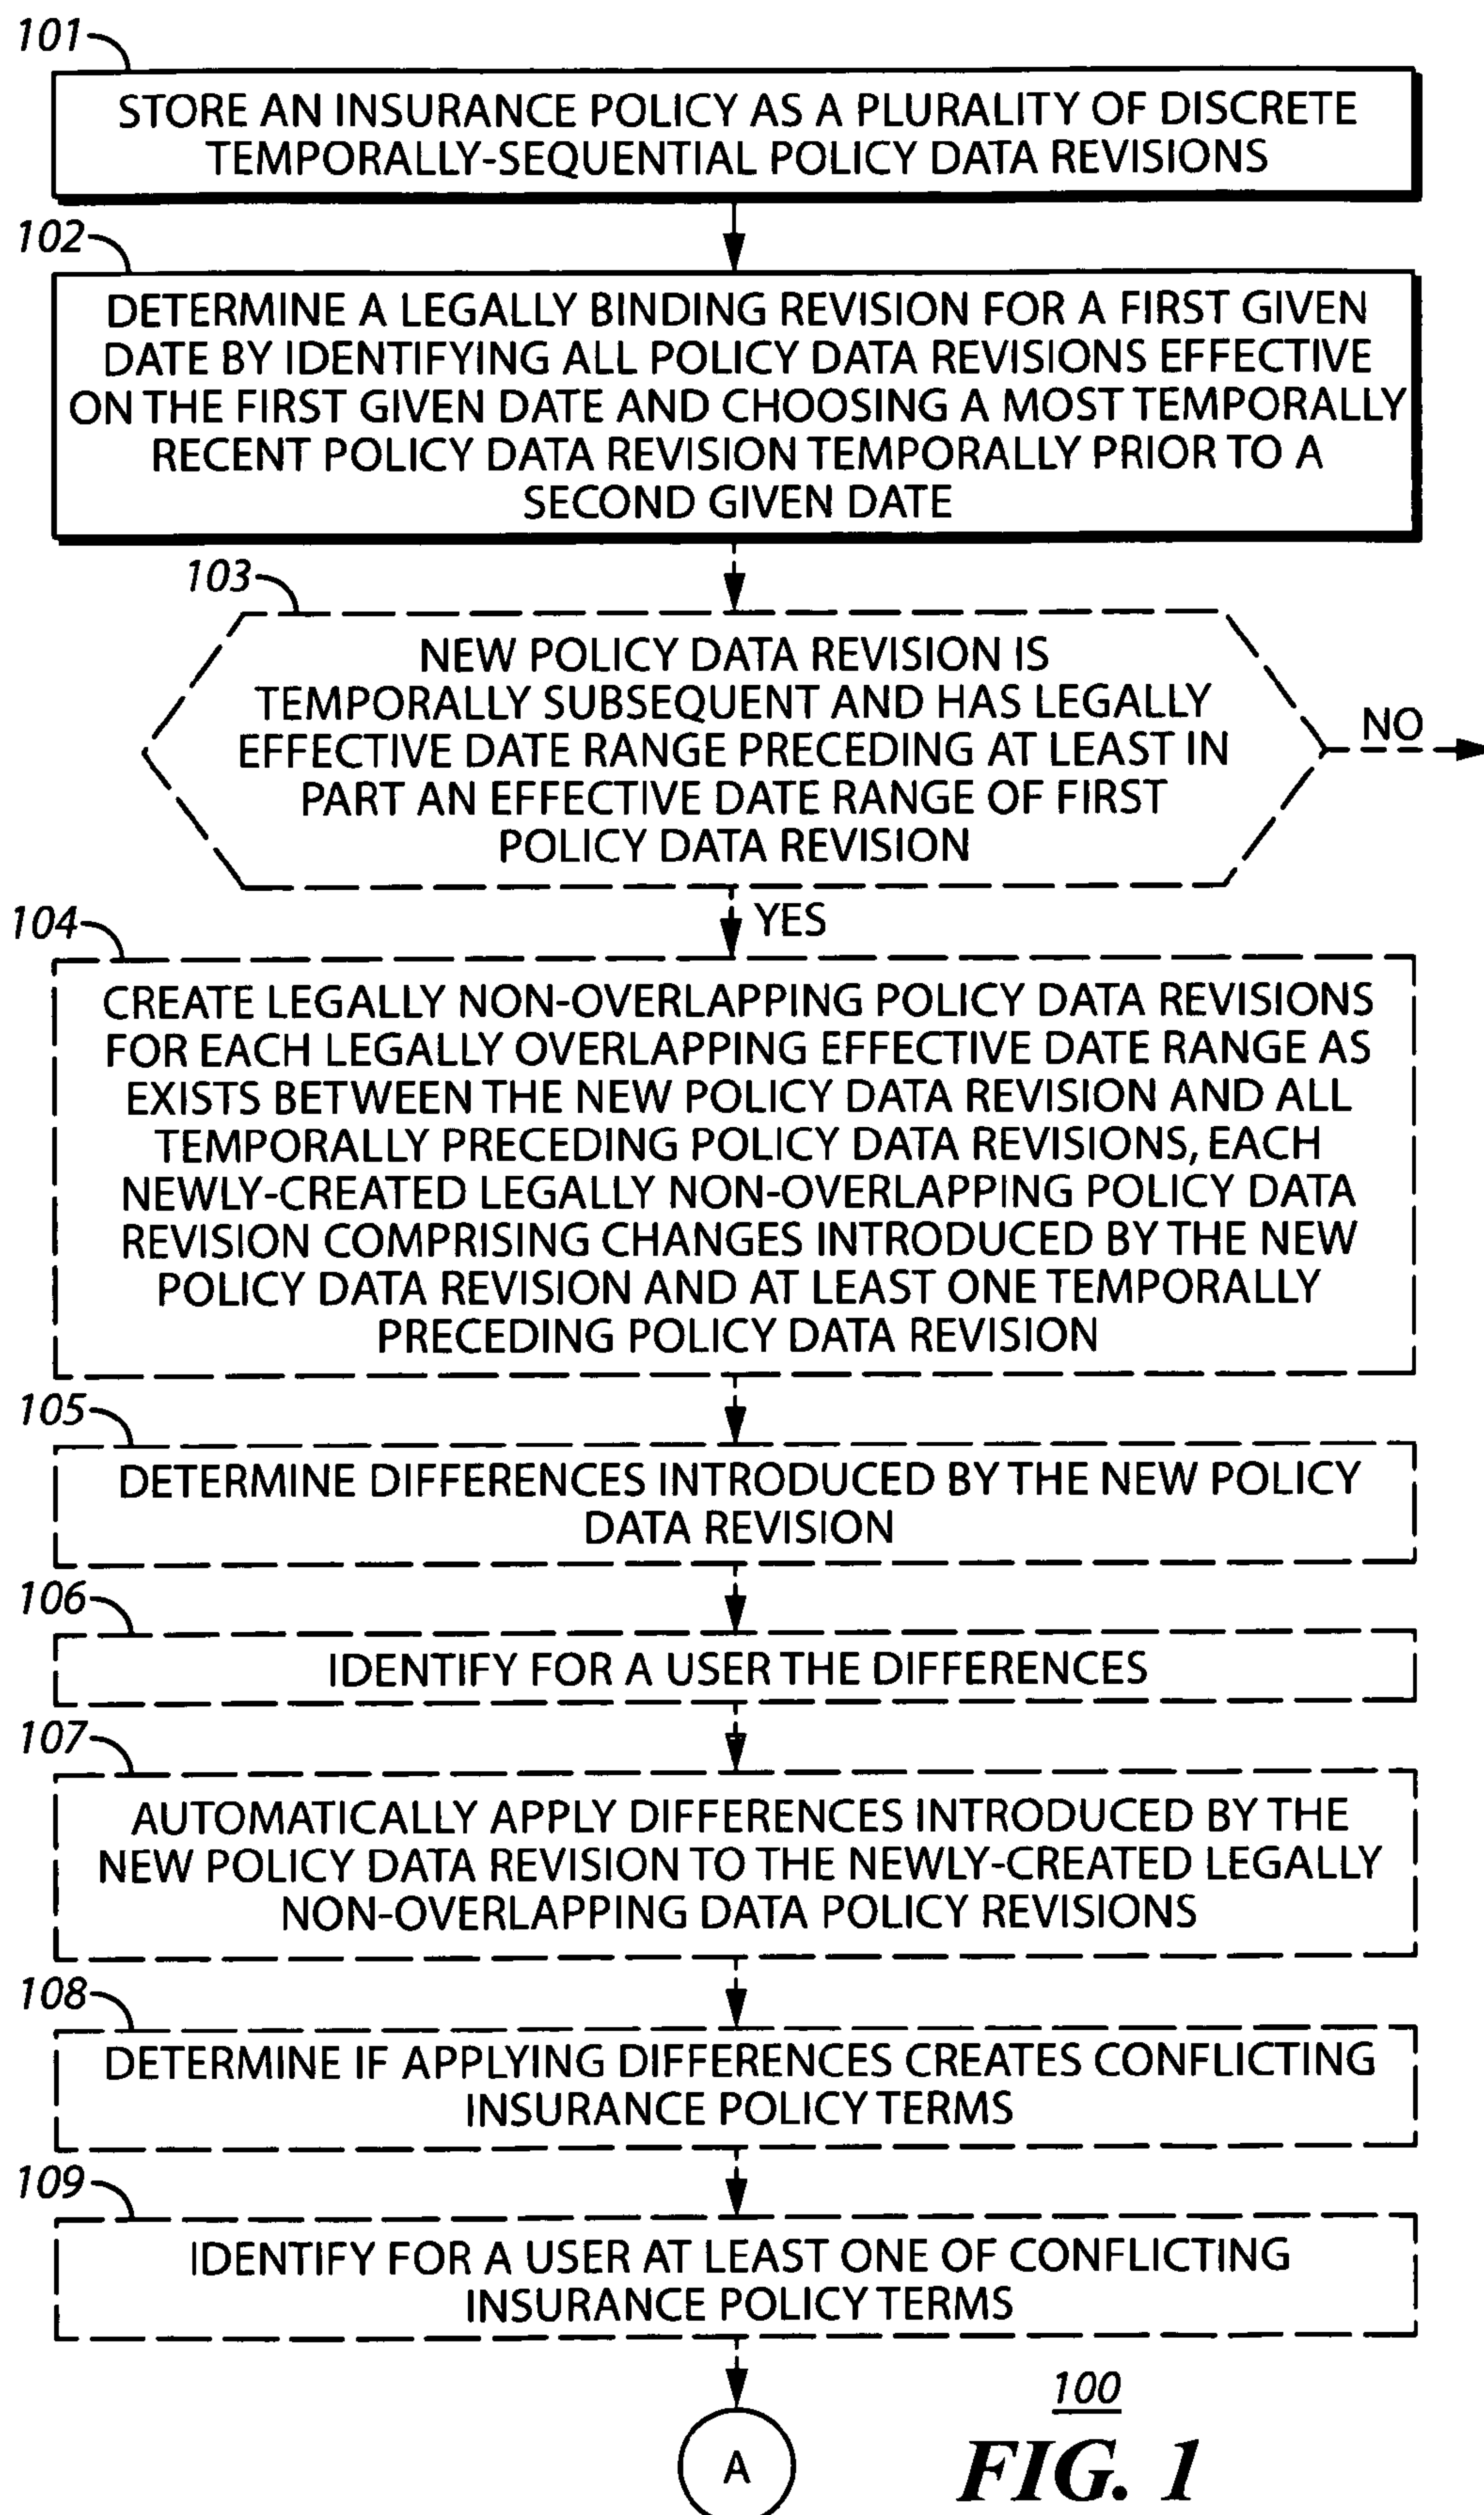 101
STORE AN INSURANCE POLICY AS A PLURALITY OF DISCRETE
TEMPORALLY-SEQUENTIAL POLICY DATA REVISIONS
102
DETERMINE A LEGALLY BINDING REVISION FOR A FIRST GIVEN
DATE BY IDENTIFYING ALL POLICY DATA REVISIONS EFFECTIVE
ON THE FIRST GIVEN DATE AND CHOOSING A MOST TEMPORALLY
RECENT POLICY DATA REVISION TEMPORALLY PRIOR TO A
SECOND GIVEN DATE
103
NEW POLICY DATA REVISION IS
TEMPORALLY SUBSEQUENT AND HAS LEGALLY
EFFECTIVE DATE RANGE PRECEDING AT LEAST IN
PART AN EFFECTIVE DATE RANGE OF FIRST
POLICY DATA REVISION
NO
YES
104
CREATE LEGALLY NON-OVERLAPPING POLICY DATA REVISIONS
FOR EACH LEGALLY OVERLAPPING EFFECTIVE DATE RANGE AS
EXISTS BETWEEN THE NEW POLICY DATA REVISION AND ALL
TEMPORALLY PRECEDING POLICY DATA REVISIONS, EACH
NEWLY-CREATED LEGALLY NON-OVERLAPPING POLICY DATA
REVISION COMPRISING CHANGES INTRODUCED BY THE NEW
POLICY DATA REVISION AND AT LEAST ONE TEMPORALLY
PRECEDING POLICY DATA REVISION
105
DETERMINE DIFFERENCES INTRODUCED BY THE NEW POLICY
DATA REVISION
106
IDENTIFY FOR A USER THE DIFFERENCES
107
AUTOMATICALLY APPLY DIFFERENCES INTRODUCED BY THE
NEW POLICY DATA REVISION TO THE NEWLY-CREATED LEGALLY
NON-OVERLAPPING DATA POLICY REVISIONS
108
DETERMINE IF APPLYING DIFFERENCES CREATES CONFLICTING
INSURANCE POLICY TERMS
109
IDENTIFY FOR A USER AT LEAST ONE OF CONFLICTING
INSURANCE POLICY TERMS
A
100
FIG. 1